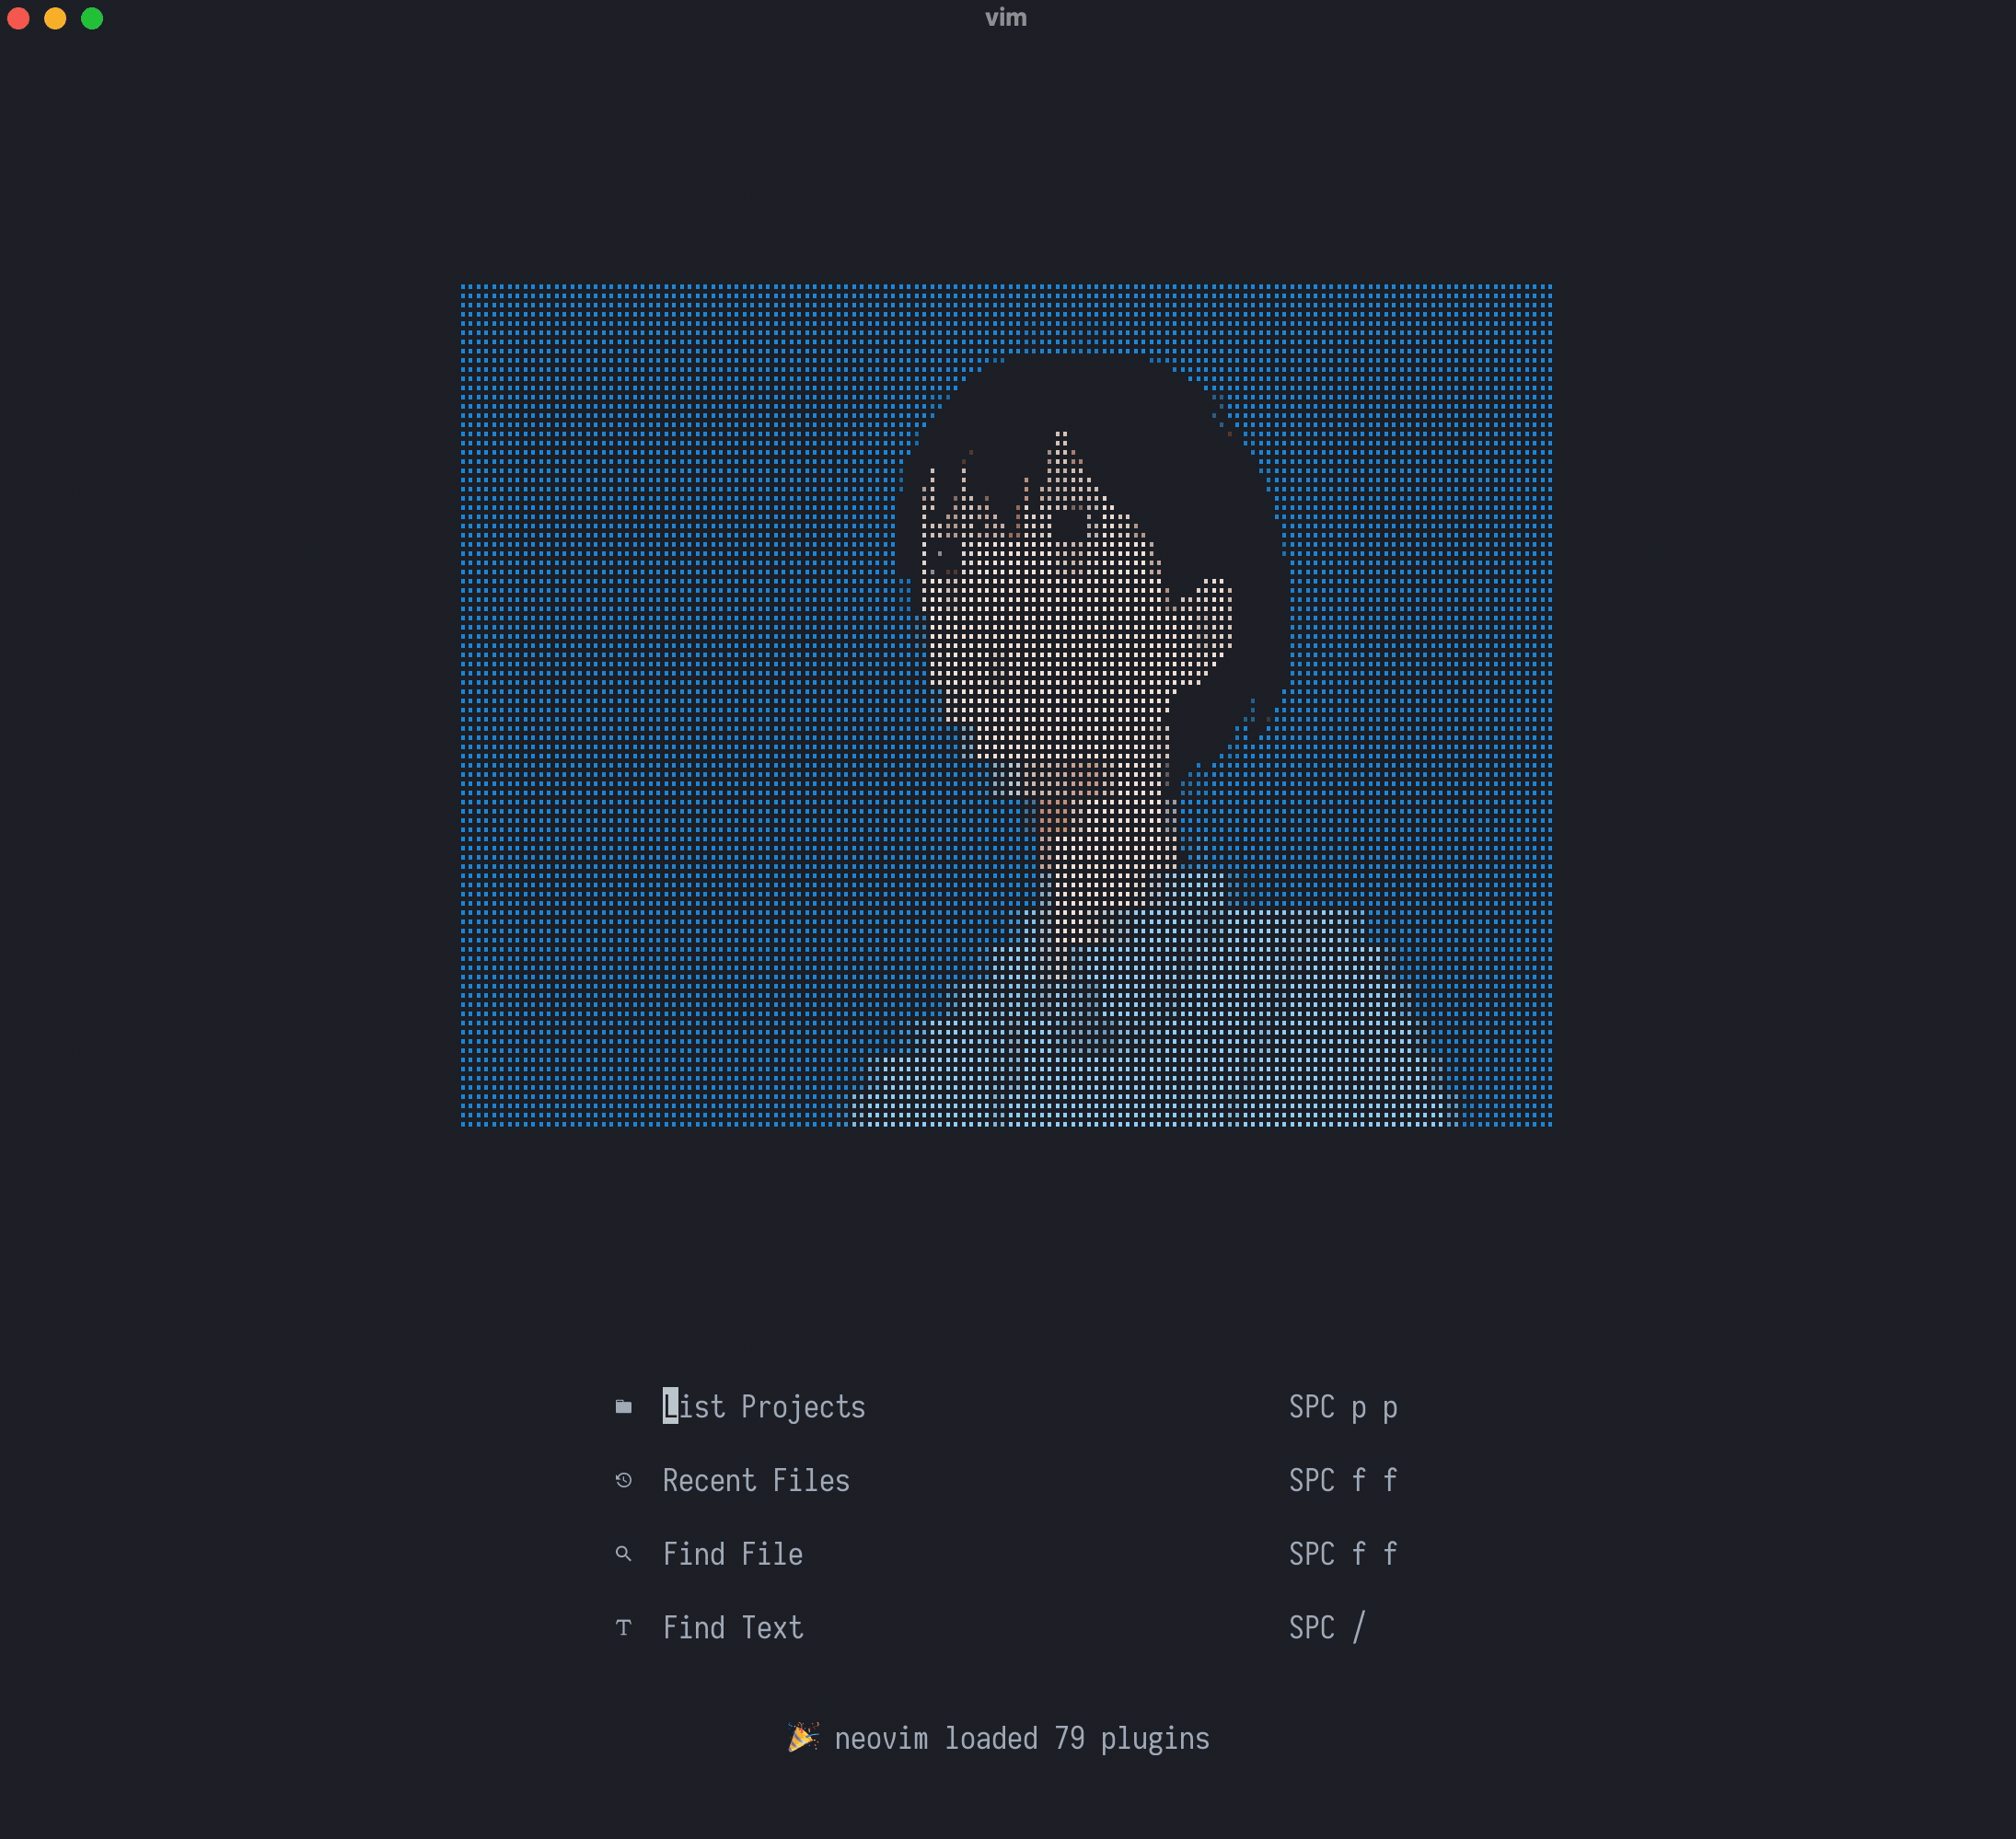 vim
List Projects SPC p p
Recent Files SPC f f
Find File SPC f f
Find Text SPC /
🎉 neovim loaded 79 plugins